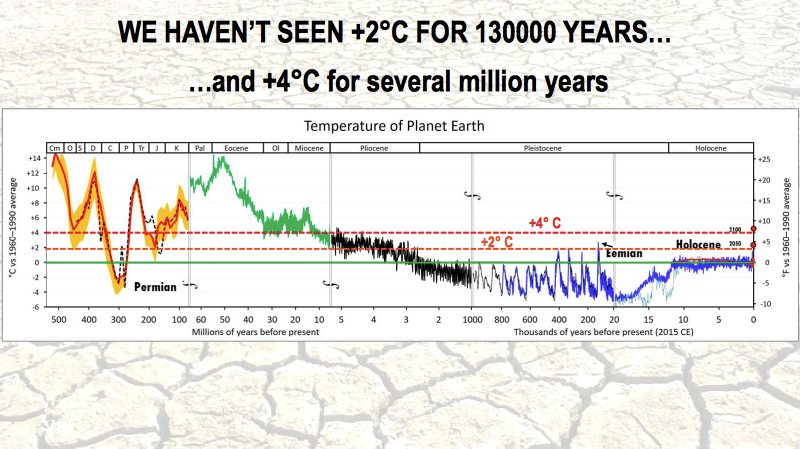 WE HAVEN'T SEEN +2°C FOR 130000 YEARS...
...and +4°C for several million years
Temperature of Planet Earth
Cm O S D C P Tr J K Pal Eocene Ol Miocene Pliocene Pleistocene Holocene
+14 +12 +10 +8 +6 +4 +2 0 -2 -4 -6
°C vs 1960–1990 average
+25 +20 +15 +10 +5 0 -5 -10
°F vs 1960–1990 average
+4° C
+2° C
2100
2050
Eemian
Holocene
Permian
500 400 300 200 100 60 50 40 30 20 10 5 4 3 2 1000 800 600 400 200 20 15 10 5 0
Millions of years before present
Thousands of years before present (2015 CE)